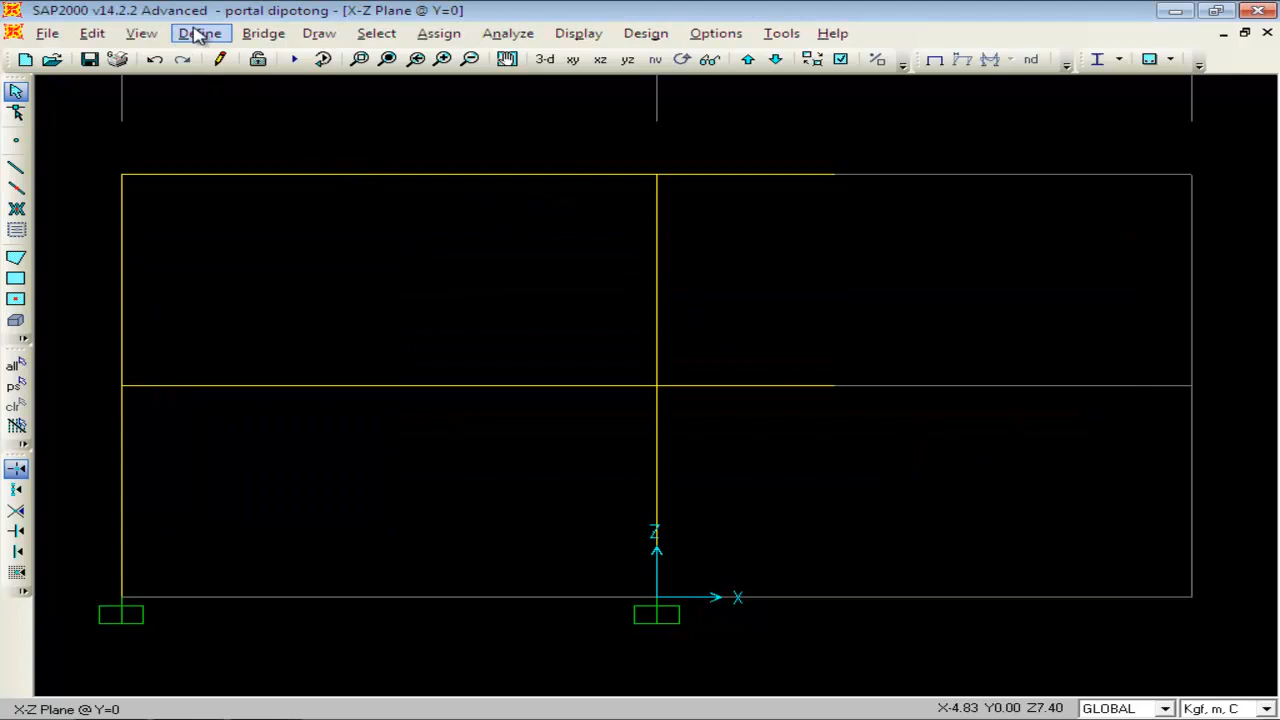 SAP2000 v14.2.2 Advanced - portal dipotong - [X-Z Plane @ Y=0]
File Edit View Define Bridge Draw Select Assign Analyze Display Design Options Tools Help
3-d xy xz yz nv nd
all
ps
clr
Z
X
X-Z Plane @ Y=0 X-4.83 Y0.00 Z7.40 GLOBAL Kgf, m, C